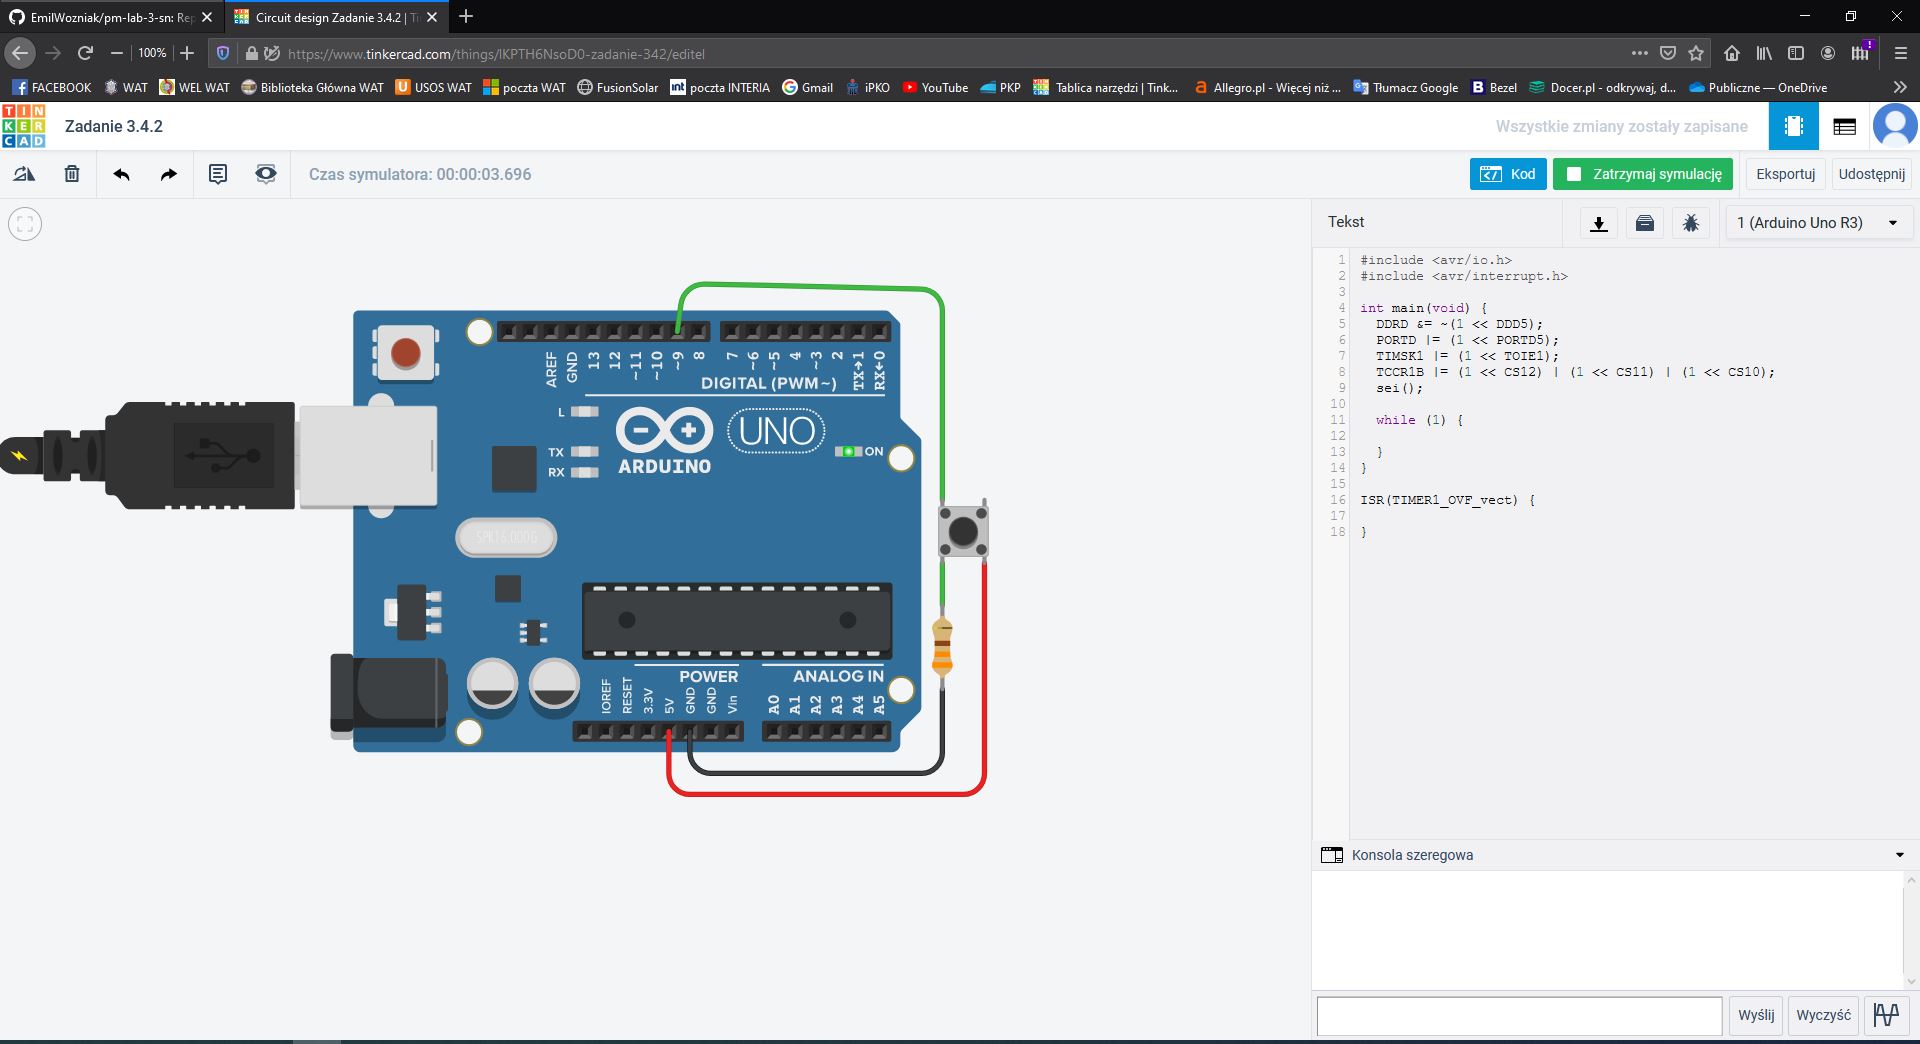 EmilWozniak/pm-lab-3-sn: Rep
Circuit design Zadanie 3.4.2 | Ti
100%
https://www.tinkercad.com/things/lKPTH6NsoD0-zadanie-342/editel
FACEBOOK
WAT
WEL WAT
Biblioteka Główna WAT
USOS WAT
poczta WAT
FusionSolar
int
poczta INTERIA
Gmail
iPKO
YouTube
PKP
Tablica narzędzi | Tink...
Allegro.pl - Więcej niż ...
Tłumacz Google
Bezel
Docer.pl - odkrywaj, d...
Publiczne — OneDrive
TIN
KER
CAD
Zadanie 3.4.2
Wszystkie zmiany zostały zapisane
Czas symulatora: 00:00:03.696
Kod
Zatrzymaj symulację
Eksportuj
Udostępnij
Tekst
1 (Arduino Uno R3)
1 #include <avr/io.h>
2 #include <avr/interrupt.h>
3
4 int main(void) {
5 DDRD &= ~(1 << DDD5);
6 PORTD |= (1 << PORTD5);
7 TIMSK1 |= (1 << TOIE1);
8 TCCR1B |= (1 << CS12) | (1 << CS11) | (1 << CS10);
9 sei();
10
11 while (1) {
12
13 }
14 }
15
16 ISR(TIMER1_OVF_vect) {
17
18 }
AREF
GND
13
12
~11
~10
~9
8
7
~6
~5
4
~3
2
TX→1
RX←0
DIGITAL (PWM~)
L
TX
RX
ARDUINO
UNO
ON
SPK16.000G
POWER
ANALOG IN
IOREF
RESET
3.3V
5V
GND
GND
Vin
A0
A1
A2
A3
A4
A5
Konsola szeregowa
Wyślij
Wyczyść